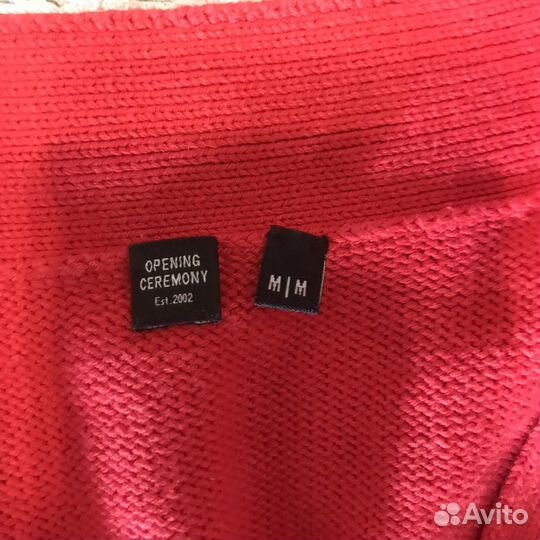 OPENING
CEREMONY
Est.2002
M|M
Avito